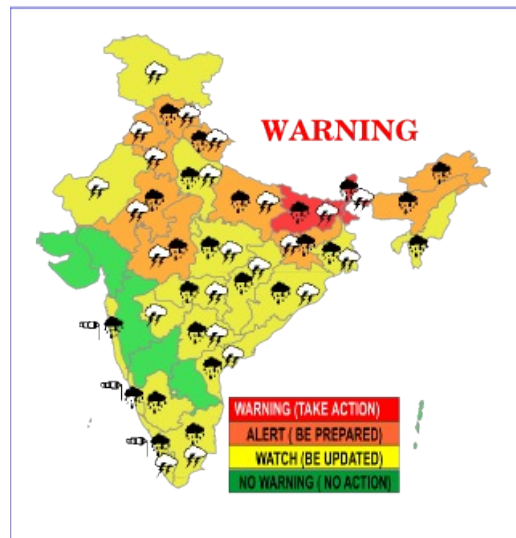 WARNING
WARNING (TAKE ACTION)
ALERT ( BE PREPARED)
WATCH (BE UPDATED)
NO WARNING ( NO ACTION)